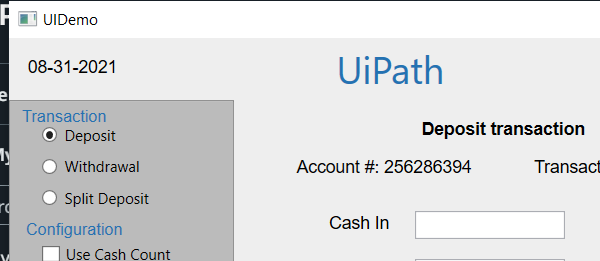 UIDemo
08-31-2021
UiPath
Transaction
Deposit
Withdrawal
Split Deposit
Configuration
Use Cash Count
Deposit transaction
Account #: 256286394
Transact
Cash In